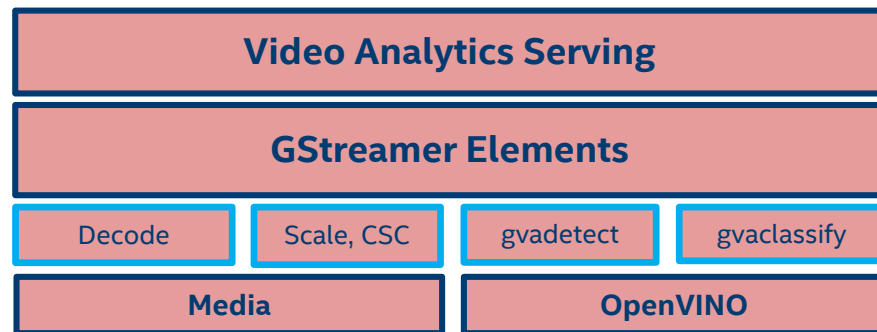 Video Analytics Serving
GStreamer Elements
Decode
Scale, CSC
gvadetect
gvaclassify
Media
OpenVINO